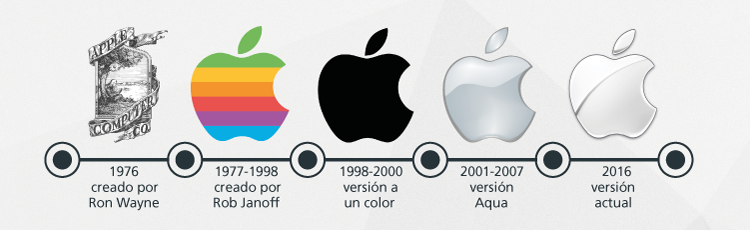 APPLE
COMPUTER
CO.
1976
creado por
Ron Wayne
1977-1998
creado por
Rob Janoff
1998-2000
versión a
un color
2001-2007
versión
Aqua
2016
versión
actual